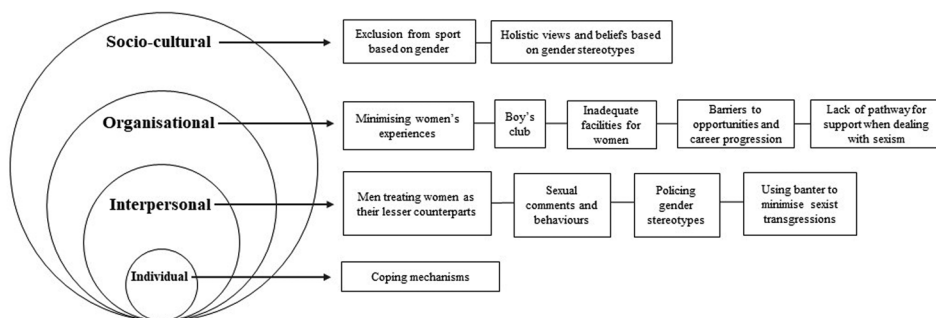 Socio-cultural
Exclusion from sport
based on gender
Holistic views and beliefs based
on gender stereotypes
Organisational
Minimising women's
experiences
Boy's
club
Inadequate
facilities for
women
Barriers to
opportunities and
career progression
Lack of pathway for
support when dealing
with sexism
Interpersonal
Men treating women as
their lesser counterparts
Sexual
comments and
behaviours
Policing
gender
stereotypes
Using banter to
minimise sexist
transgressions
Individual
Coping mechanisms